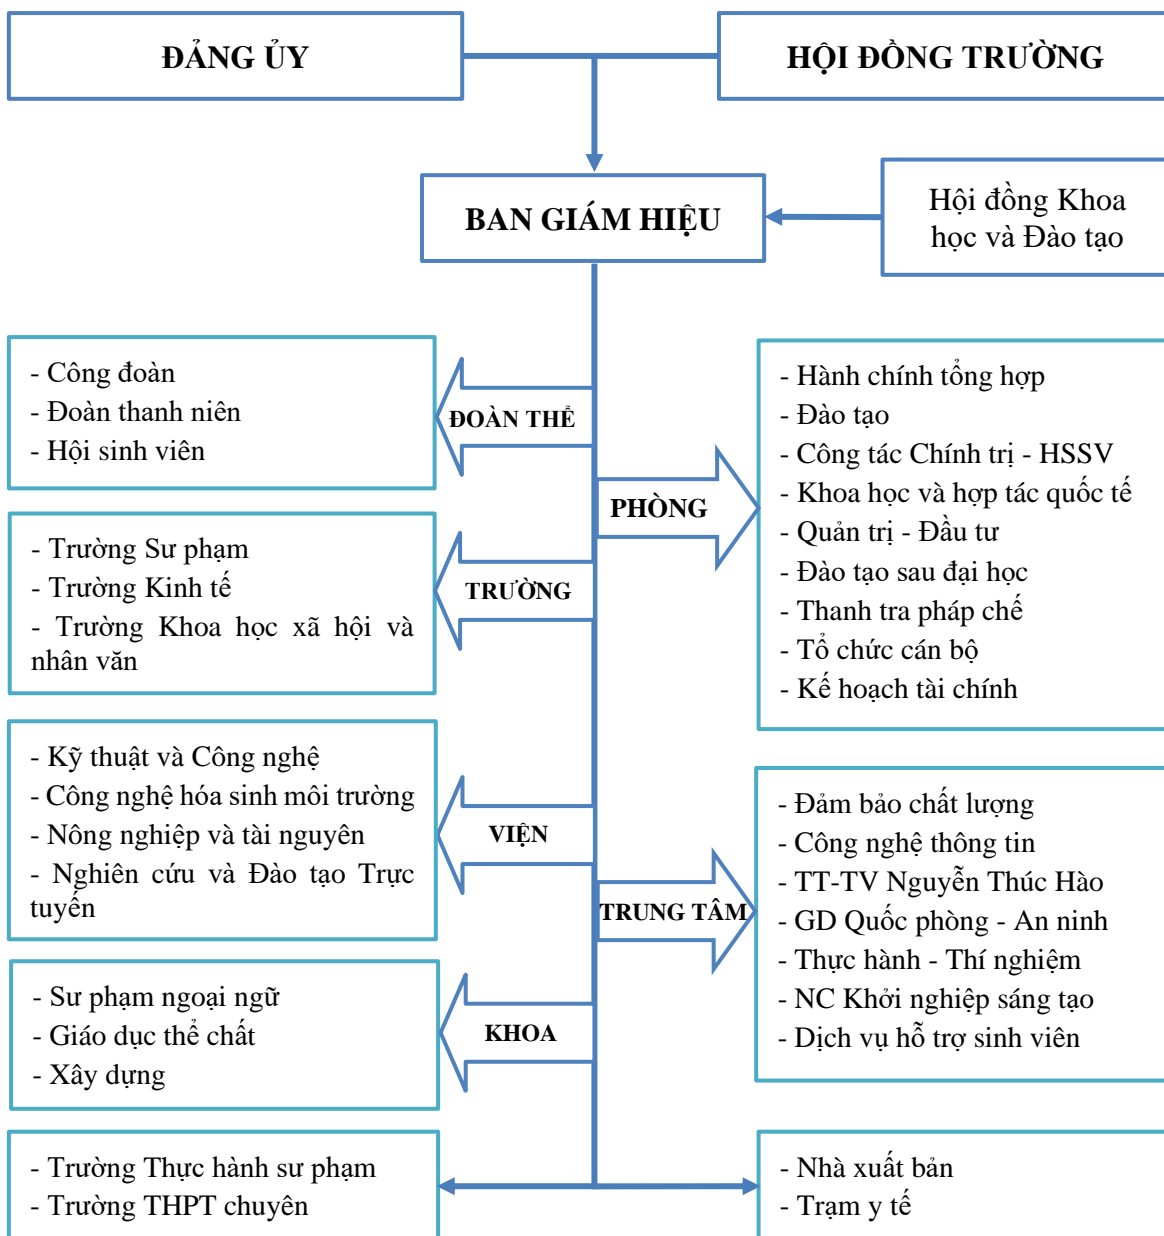 ĐẢNG ỦY
HỘI ĐỒNG TRƯỜNG
BAN GIÁM HIỆU
Hội đồng Khoa
học và Đào tạo
- Công đoàn
- Đoàn thanh niên
- Hội sinh viên
ĐOÀN THỂ
PHÒNG
- Hành chính tổng hợp
- Đào tạo
- Công tác Chính trị - HSSV
- Khoa học và hợp tác quốc tế
- Quản trị - Đầu tư
- Đào tạo sau đại học
- Thanh tra pháp chế
- Tổ chức cán bộ
- Kế hoạch tài chính
- Trường Sư phạm
- Trường Kinh tế
- Trường Khoa học xã hội và
nhân văn
TRƯỜNG
- Kỹ thuật và Công nghệ
- Công nghệ hóa sinh môi trường
- Nông nghiệp và tài nguyên
- Nghiên cứu và Đào tạo Trực
tuyến
VIỆN
TRUNG TÂM
- Đảm bảo chất lượng
- Công nghệ thông tin
- TT-TV Nguyễn Thúc Hào
- GD Quốc phòng - An ninh
- Thực hành - Thí nghiệm
- NC Khởi nghiệp sáng tạo
- Dịch vụ hỗ trợ sinh viên
- Sư phạm ngoại ngữ
- Giáo dục thể chất
- Xây dựng
KHOA
- Trường Thực hành sư phạm
- Trường THPT chuyên
- Nhà xuất bản
- Trạm y tế